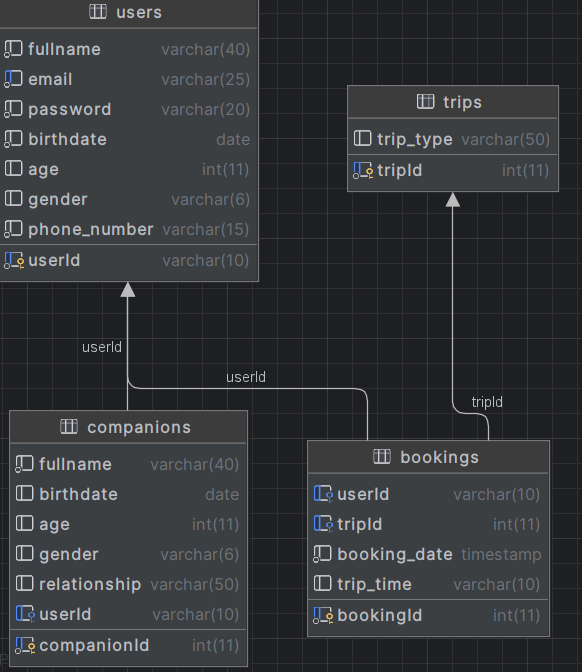 users
fullname varchar(40)
email varchar(25)
password varchar(20)
birthdate date
age int(11)
gender varchar(6)
phone_number varchar(15)
userId varchar(10)
trips
trip_type varchar(50)
tripId int(11)
userId
userId
tripId
companions
fullname varchar(40)
birthdate date
age int(11)
gender varchar(6)
relationship varchar(50)
userId varchar(10)
companionId int(11)
bookings
userId varchar(10)
tripId int(11)
booking_date timestamp
trip_time varchar(10)
bookingId int(11)